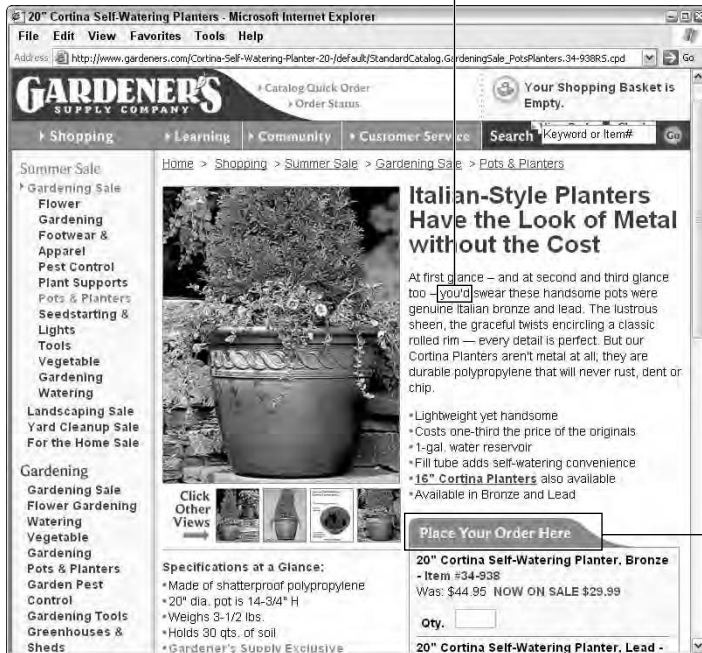 20" Cortina Self-Watering Planters - Microsoft Internet Explorer
File Edit View Favorites Tools Help
Address http://www.gardeners.com/Cortina-Self-Watering-Planter-20-/default/StandardCatalog.GardeningSale_PotsPlanters.34-938RS.cpd Go
GARDENER'S
SUPPLY COMPANY
Catalog Quick Order
Order Status
Your Shopping Basket is
Empty.
Shopping Learning Community Customer Service Search Keyword or Item# Go
Home > Shopping > Summer Sale > Gardening Sale > Pots & Planters
Summer Sale
Gardening Sale
Flower
Gardening
Footwear &
Apparel
Pest Control
Plant Supports
Pots & Planters
Seedstarting &
Lights
Tools
Vegetable
Gardening
Watering
Landscaping Sale
Yard Cleanup Sale
For the Home Sale
Gardening
Gardening Sale
Flower Gardening
Watering
Vegetable
Gardening
Pots & Planters
Garden Pest
Control
Gardening Tools
Greenhouses &
Sheds
Click
Other
Views
Specifications at a Glance:
Made of shatterproof polypropylene
20" dia. pot is 14-3/4" H
Weighs 3-1/2 lbs.
Holds 30 qts. of soil
Gardener's Supply Exclusive
Italian-Style Planters
Have the Look of Metal
without the Cost
At first glance – and at second and third glance
too – you'd swear these handsome pots were
genuine Italian bronze and lead. The lustrous
sheen, the graceful twists encircling a classic
rolled rim — every detail is perfect. But our
Cortina Planters aren't metal at all; they are
durable polypropylene that will never rust, dent or
chip.
Lightweight yet handsome
Costs one-third the price of the originals
1-gal. water reservoir
Fill tube adds self-watering convenience
16" Cortina Planters also available
Available in Bronze and Lead
Place Your Order Here
20" Cortina Self-Watering Planter, Bronze
- Item #34-938
Was: $44.95 NOW ON SALE $29.99
Qty.
20" Cortina Self-Watering Planter, Lead -